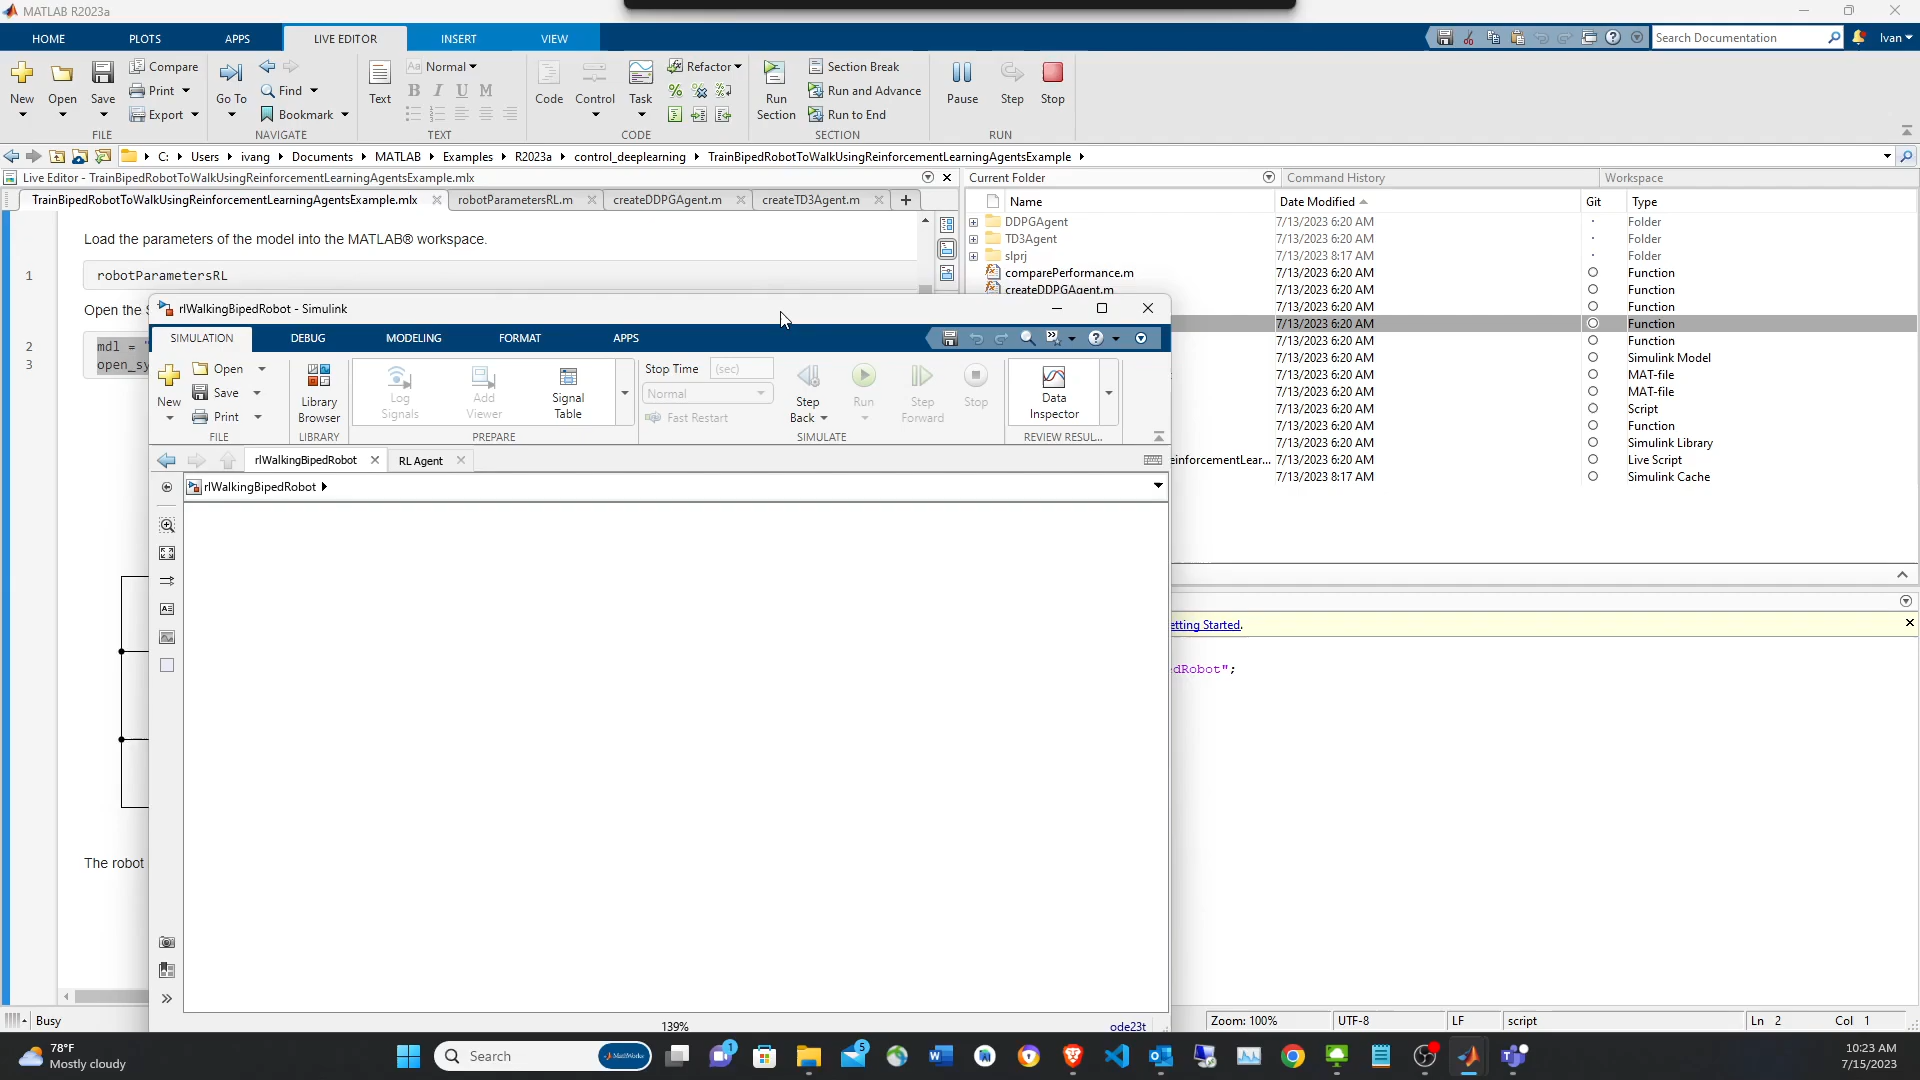 MATLAB R2023a
HOME PLOTS APPS LIVE EDITOR INSERT VIEW
Search Documentation Ivan
New Open Save Compare Print Export Go To Find Bookmark Text Normal Code Control Task Refactor Run Section Section Break Run and Advance Run to End Pause Step Stop
FILE NAVIGATE TEXT CODE SECTION RUN
C: Users ivang Documents MATLAB Examples R2023a control_deeplearning TrainBipedRobotToWalkUsingReinforcementLearningAgentsExample
Live Editor - TrainBipedRobotToWalkUsingReinforcementLearningAgentsExample.mlx
TrainBipedRobotToWalkUsingReinforcementLearningAgentsExample.mlx robotParametersRL.m createDDPGAgent.m createTD3Agent.m
Load the parameters of the model into the MATLAB® workspace.
1 robotParametersRL
Open the S
2 mdl = "
3 open_sy
The robot
Current Folder Command History Workspace
Name Date Modified Git Type
DDPGAgent 7/13/2023 6:20 AM Folder
TD3Agent 7/13/2023 6:20 AM Folder
slprj 7/13/2023 8:17 AM Folder
comparePerformance.m 7/13/2023 6:20 AM Function
createDDPGAgent.m 7/13/2023 6:20 AM Function
7/13/2023 6:20 AM Function
7/13/2023 6:20 AM Function
7/13/2023 6:20 AM Function
7/13/2023 6:20 AM Simulink Model
7/13/2023 6:20 AM MAT-file
7/13/2023 6:20 AM MAT-file
7/13/2023 6:20 AM Script
7/13/2023 6:20 AM Function
7/13/2023 6:20 AM Simulink Library
einforcementLear... 7/13/2023 6:20 AM Live Script
7/13/2023 8:17 AM Simulink Cache
etting Started.
dRobot";
rlWalkingBipedRobot - Simulink
SIMULATION DEBUG MODELING FORMAT APPS
New Open Save Print
Library Browser
Log Signals Add Viewer Signal Table
Stop Time (sec)
Normal
Fast Restart
Step Back Run Step Forward Stop
Data Inspector
FILE LIBRARY PREPARE SIMULATE REVIEW RESUL...
rlWalkingBipedRobot RL Agent
rlWalkingBipedRobot
139% ode23t
Busy Zoom: 100% UTF-8 LF script Ln 2 Col 1
78°F
Mostly cloudy
Search MathWorks
1 5
10:23 AM
7/15/2023